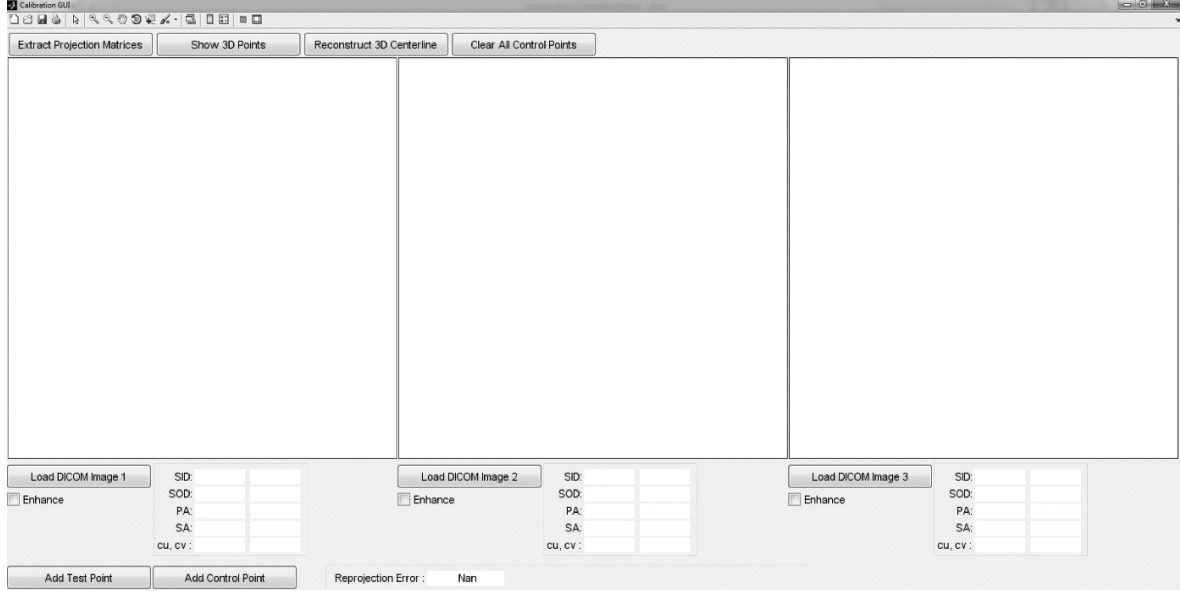 Calibration GUI
Extract Projection Matrices Show 3D Points Reconstruct 3D Centerline Clear All Control Points
Load DICOM Image 1 SID: Load DICOM Image 2 SID: Load DICOM Image 3 SID:
Enhance SOD: Enhance SOD: Enhance SOD:
PA: PA: PA:
SA: SA: SA:
cu, cv : cu, cv : cu, cv :
Add Test Point Add Control Point Reprojection Error : Nan